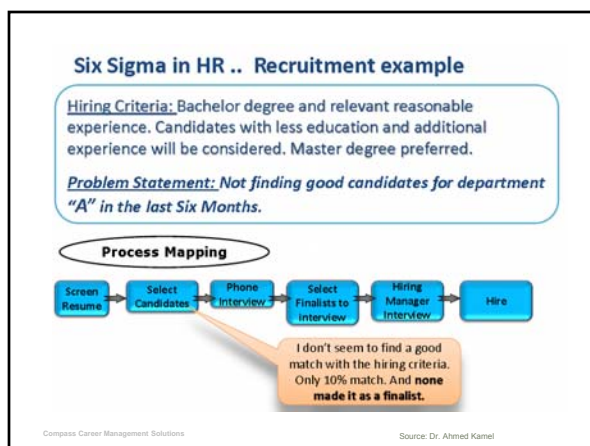 Six Sigma in HR .. Recruitment example
Hiring Criteria: Bachelor degree and relevant reasonable
experience. Candidates with less education and additional
experience will be considered. Master degree preferred.
Problem Statement: Not finding good candidates for department
“A” in the last Six Months.
Process Mapping
Screen
Resume
Select
Candidates
Phone
Interview
Select
Finalists to
Interview
Hiring
Manager
Interview
Hire
I don’t seem to find a good
match with the hiring criteria.
Only 10% match. And none
made it as a finalist.
Compass Career Management Solutions
Source: Dr. Ahmed Kamel